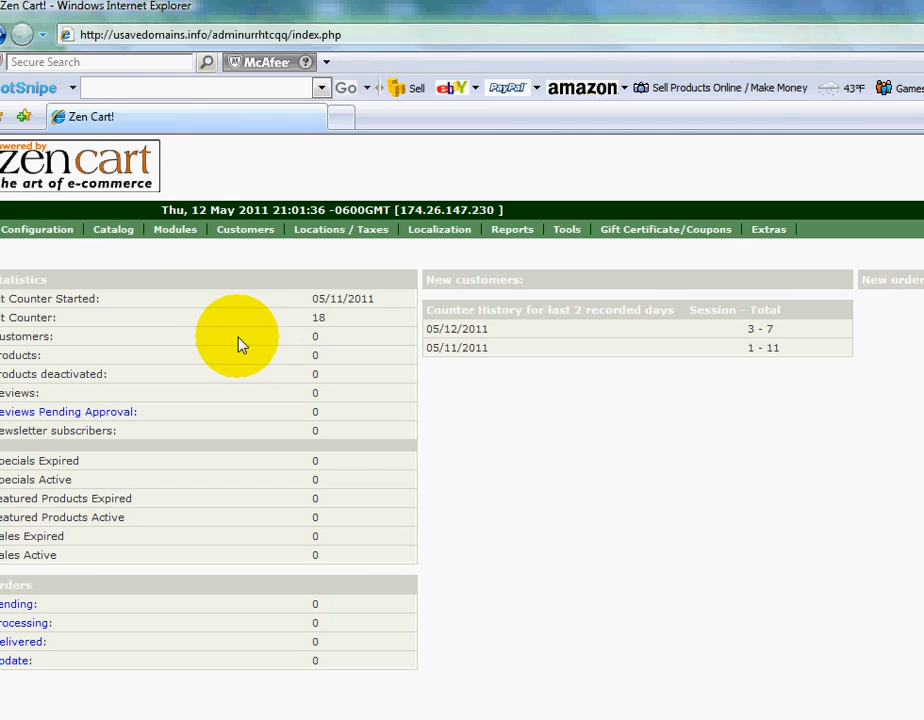 Zen Cart! - Windows Internet Explorer
http://usavedomains.info/adminurrhtcqq/index.php
Secure Search McAfee ?
otSnipe Go Sell ebY PayPal amazon Sell Products Online / Make Money 43°F Games
Zen Cart!
owered by
zen cart
he art of e-commerce
Thu, 12 May 2011 21:01:36 -0600GMT [174.26.147.230 ]
Configuration Catalog Modules Customers Locations / Taxes Localization Reports Tools Gift Certificate/Coupons Extras
tatistics New customers: New order
it Counter Started: 05/11/2011 Counter History for last 2 recorded days Session - Total
it Counter: 18 05/12/2011 3 - 7
ustomers: 0 05/11/2011 1 - 11
roducts: 0
roducts deactivated: 0
eviews: 0
eviews Pending Approval: 0
ewsletter subscribers: 0
pecials Expired 0
pecials Active 0
eatured Products Expired 0
eatured Products Active 0
ales Expired 0
ales Active 0
rders
ending: 0
rocessing: 0
elivered: 0
pdate: 0